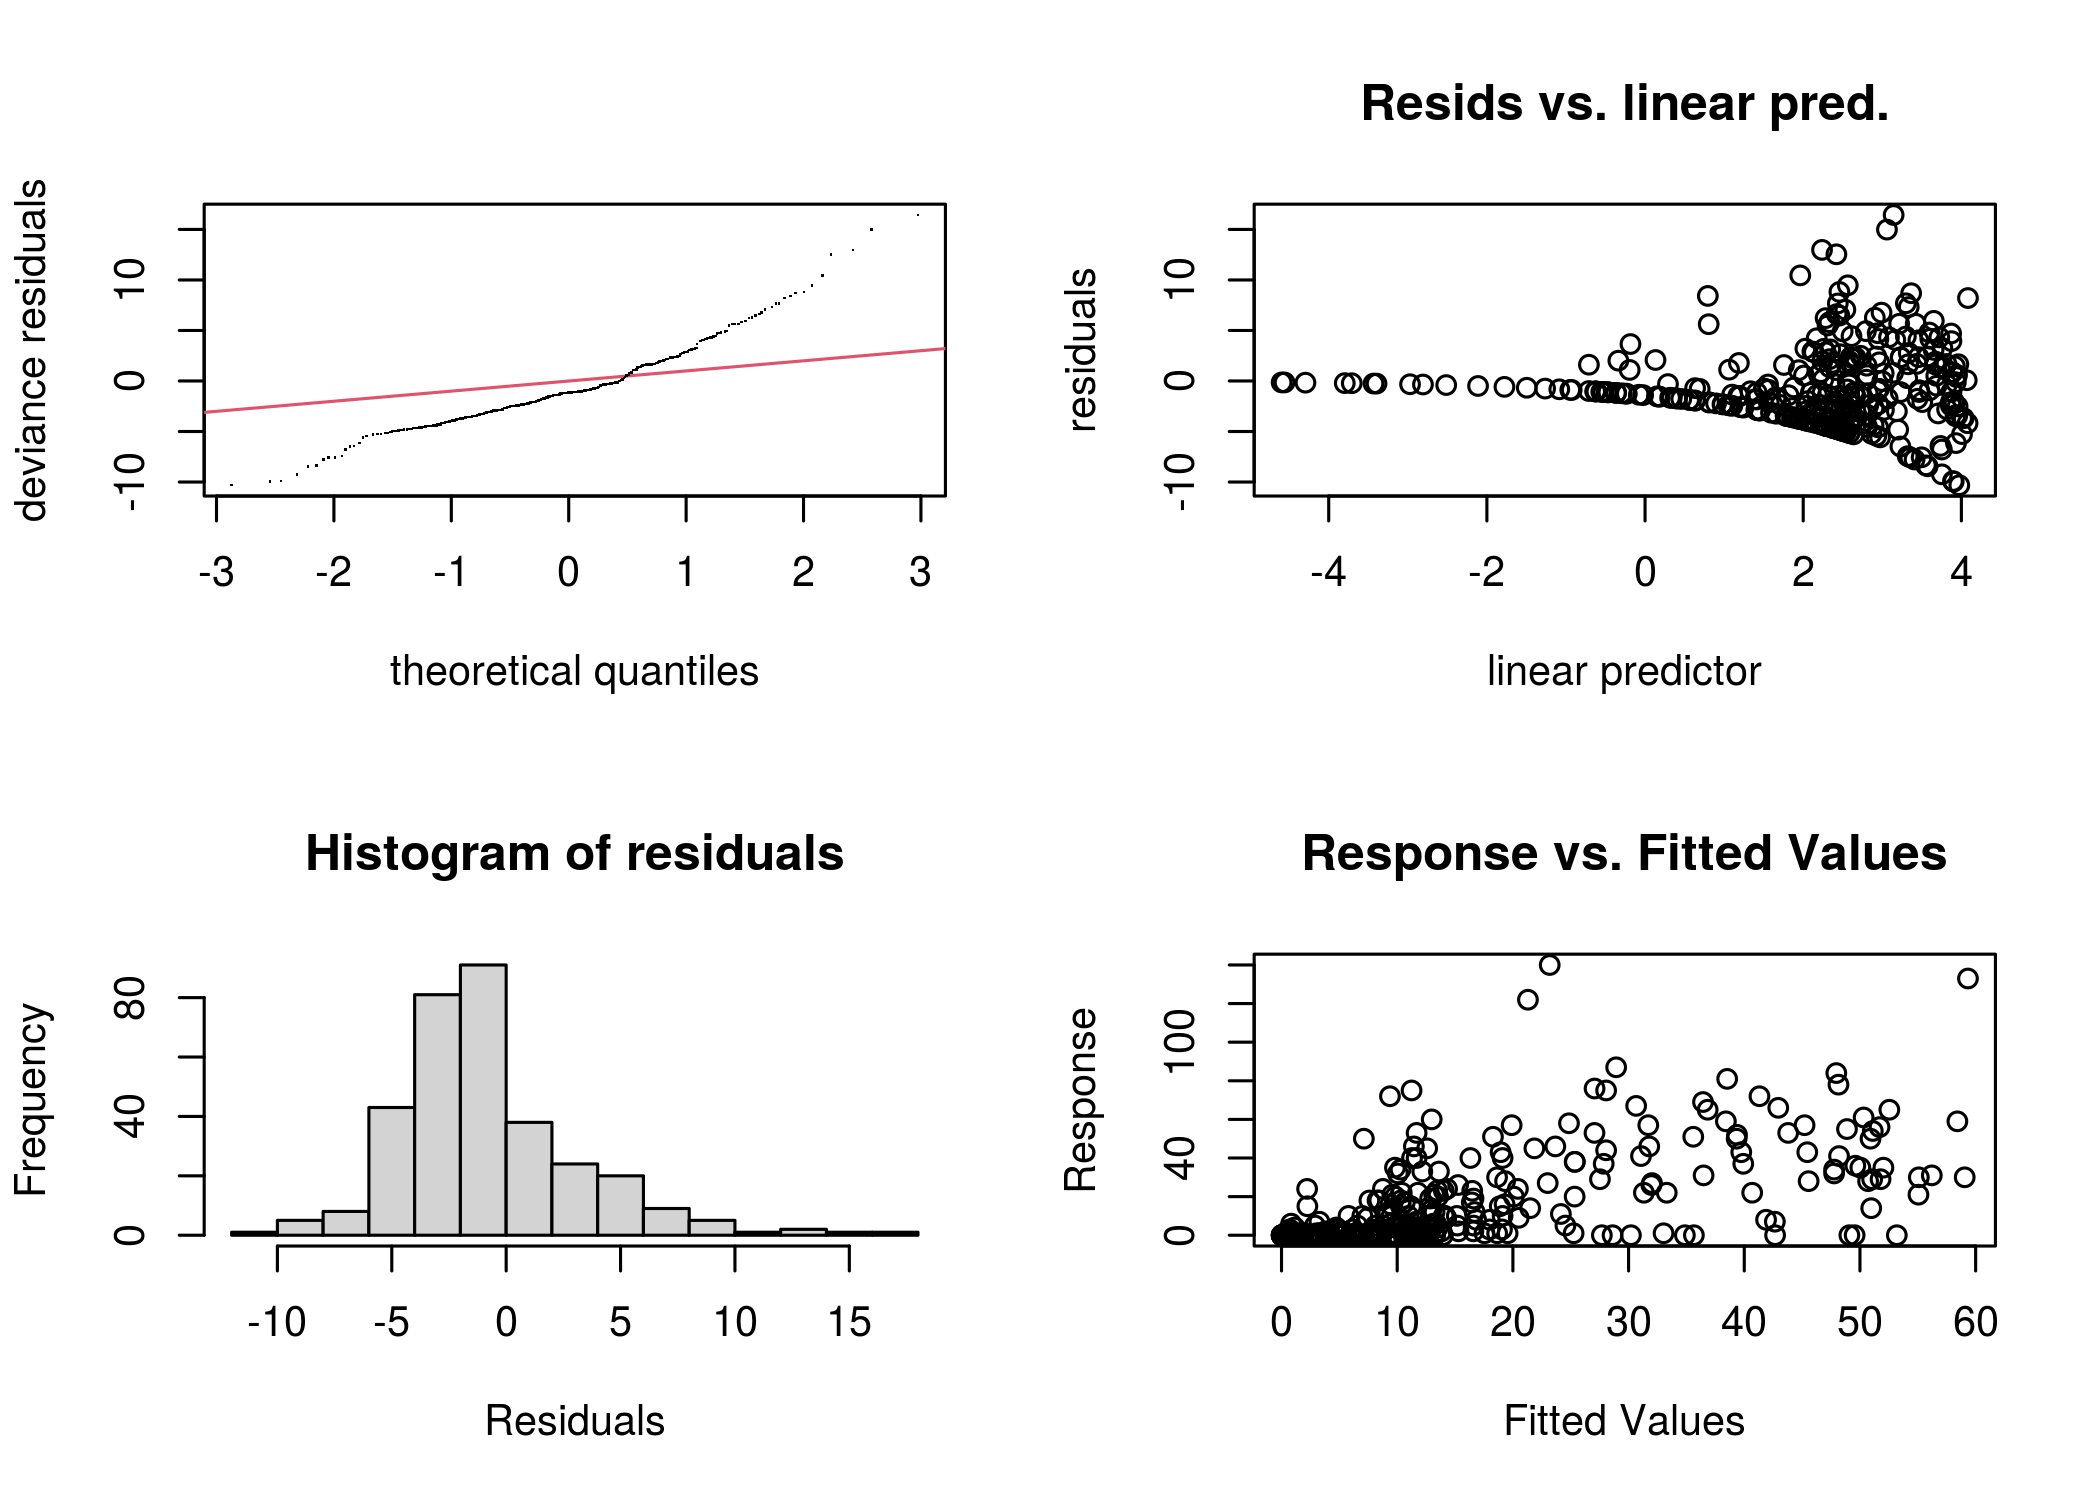 deviance residuals
10
0
-10
-3 -2 -1 0 1 2 3
theoretical quantiles
Resids vs. linear pred.
residuals
10
0
-10
-4 -2 0 2 4
linear predictor
Histogram of residuals
Frequency
80
40
0
-10 -5 0 5 10 15
Residuals
Response vs. Fitted Values
Response
100
40
0
0 10 20 30 40 50 60
Fitted Values